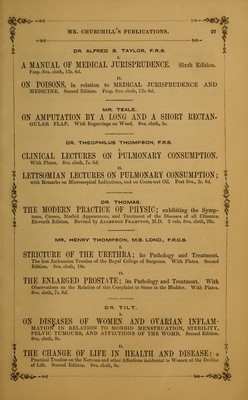 MR. CHURCHILL'S PUBLICATIONS. 27
DR. ALFRED S. TAYLOR, F.R.S.
I.
A MANUAL OF MEDICAL JURISPRUDENCE. Sixth Edition.
Fcap. 8vo. cloth, 12s. 6d.
II.
ON POISONS, in relation to MEDICAL JURISPRUDENCE AND
MEDICINE. Second Edition. Fcap. 8vo. cloth, 12s. 6d.
MR. TEALE.
ON AMPUTATION BY A LONG AND A SHORT RECTAN-
GULAR FLAP. With Engravings on Wood. 8vo. cloth, 5s.
DR. THEOPHILUS THOMPSON, F.R.S.
I.
CLINICAL LECTURES ON PULMONARY CONSUMPTION.
With Plates. 8vo. cloth, 7s. 6d.
II.
LETTSOMIAN LECTURES ON PULMONARY CONSUMPTION;
with Remarks on Microscopical Indications, and on Cocoa-nut Oil. Post 8vo., 2s. 6d.
DR. THOMAS.
THE MODERN PRACTICE OF PHYSIC; exhibiting the Symp-
toms, Causes, Morbid Appearances, and Treatment of the Diseases of all Climates.
Eleventh Edition. Revised by ALGERNON FRAMPTON, M.D. 2 vols. 8vo. cloth, 28s.
MR. HENRY THOMPSON, M.B. LOND., F.R.C.S.
I.
STRICTURE OF THE URETHRA; its Pathology and Treatment.
The last Jacksonian Treatise of the Royal College of Surgeons. With Plates. Second
Edition. 8vo. cloth, 10s.
II.
THE ENLARGED PROSTATE; its Pathology and Treatment. With
Observations on the Relation of this Complaint to Stone in the Bladder. With Plates.
8vo. cloth, 7s. 6d.
DR. TILT.
I.
ON DISEASES OF WOMEN AND OVARIAN INFLAM-
MATION IN RELATION TO MORBID MENSTRUATION, STERILITY,
PELVIC TUMOURS, AND AFFECTIONS OF THE WOMB. Second Edition.
8vo. cloth, 9s.
II.
THE CHANGE OF LIFE IN HEALTH AND DISEASE: a
Practical Treatise on the Nervous and other Affections incidental to Women at the Decline
of Life. Second Edition. 8vo. cloth, 6s.